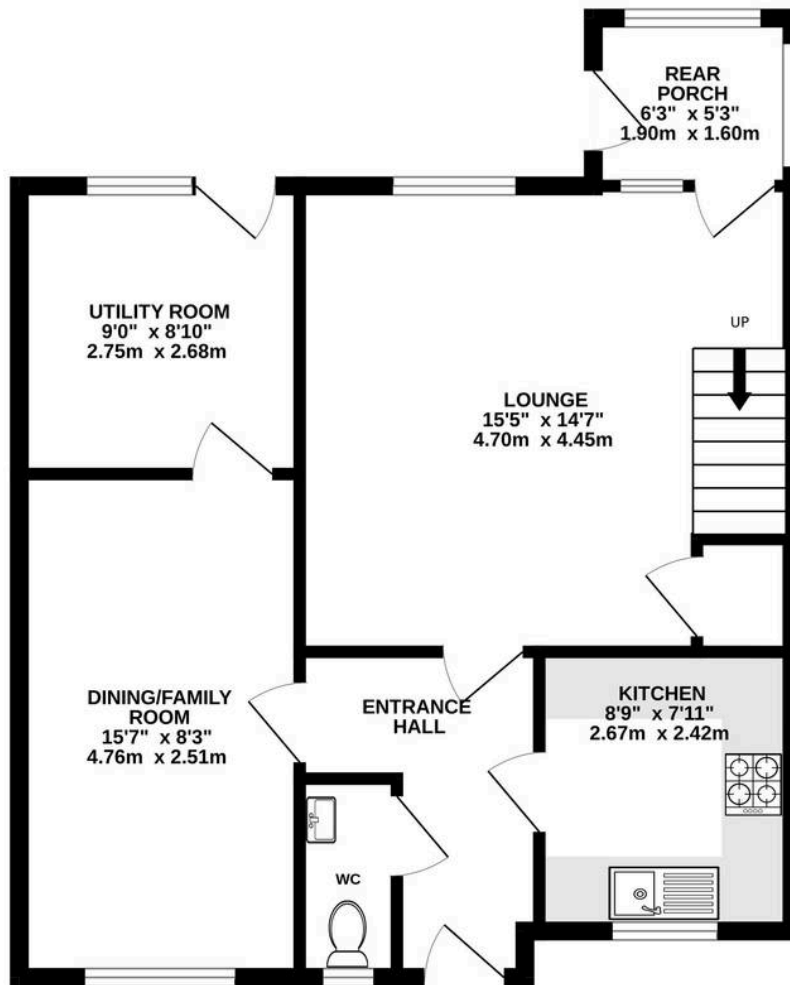 REAR
PORCH
6'3" x 5'3"
1.90m x 1.60m
UTILITY ROOM
9'0" x 8'10"
2.75m x 2.68m
UP
LOUNGE
15'5" x 14'7"
4.70m x 4.45m
DINING/FAMILY
ROOM
15'7" x 8'3"
4.76m x 2.51m
ENTRANCE
HALL
KITCHEN
8'9" x 7'11"
2.67m x 2.42m
WC